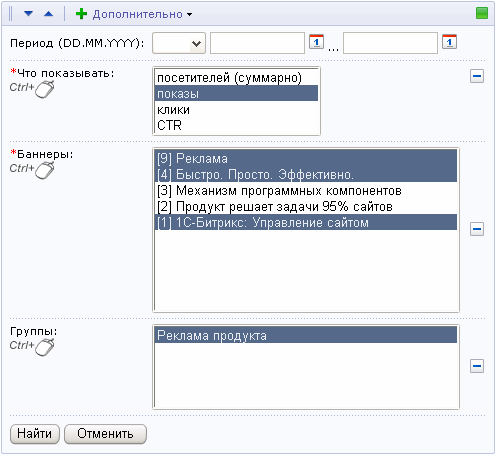 Дополнительно
Период (DD.MM.YYYY):
1
...
1
*Что показывать:
Ctrl+
посетителей (суммарно)
показы
клики
CTR
*Баннеры:
Ctrl+
[9] Реклама
[4] Быстро. Просто. Эффективно.
[3] Механизм программных компонентов
[2] Продукт решает задачи 95% сайтов
[1] 1С-Битрикс: Управление сайтом
Группы:
Ctrl+
Реклама продукта
Найти
Отменить